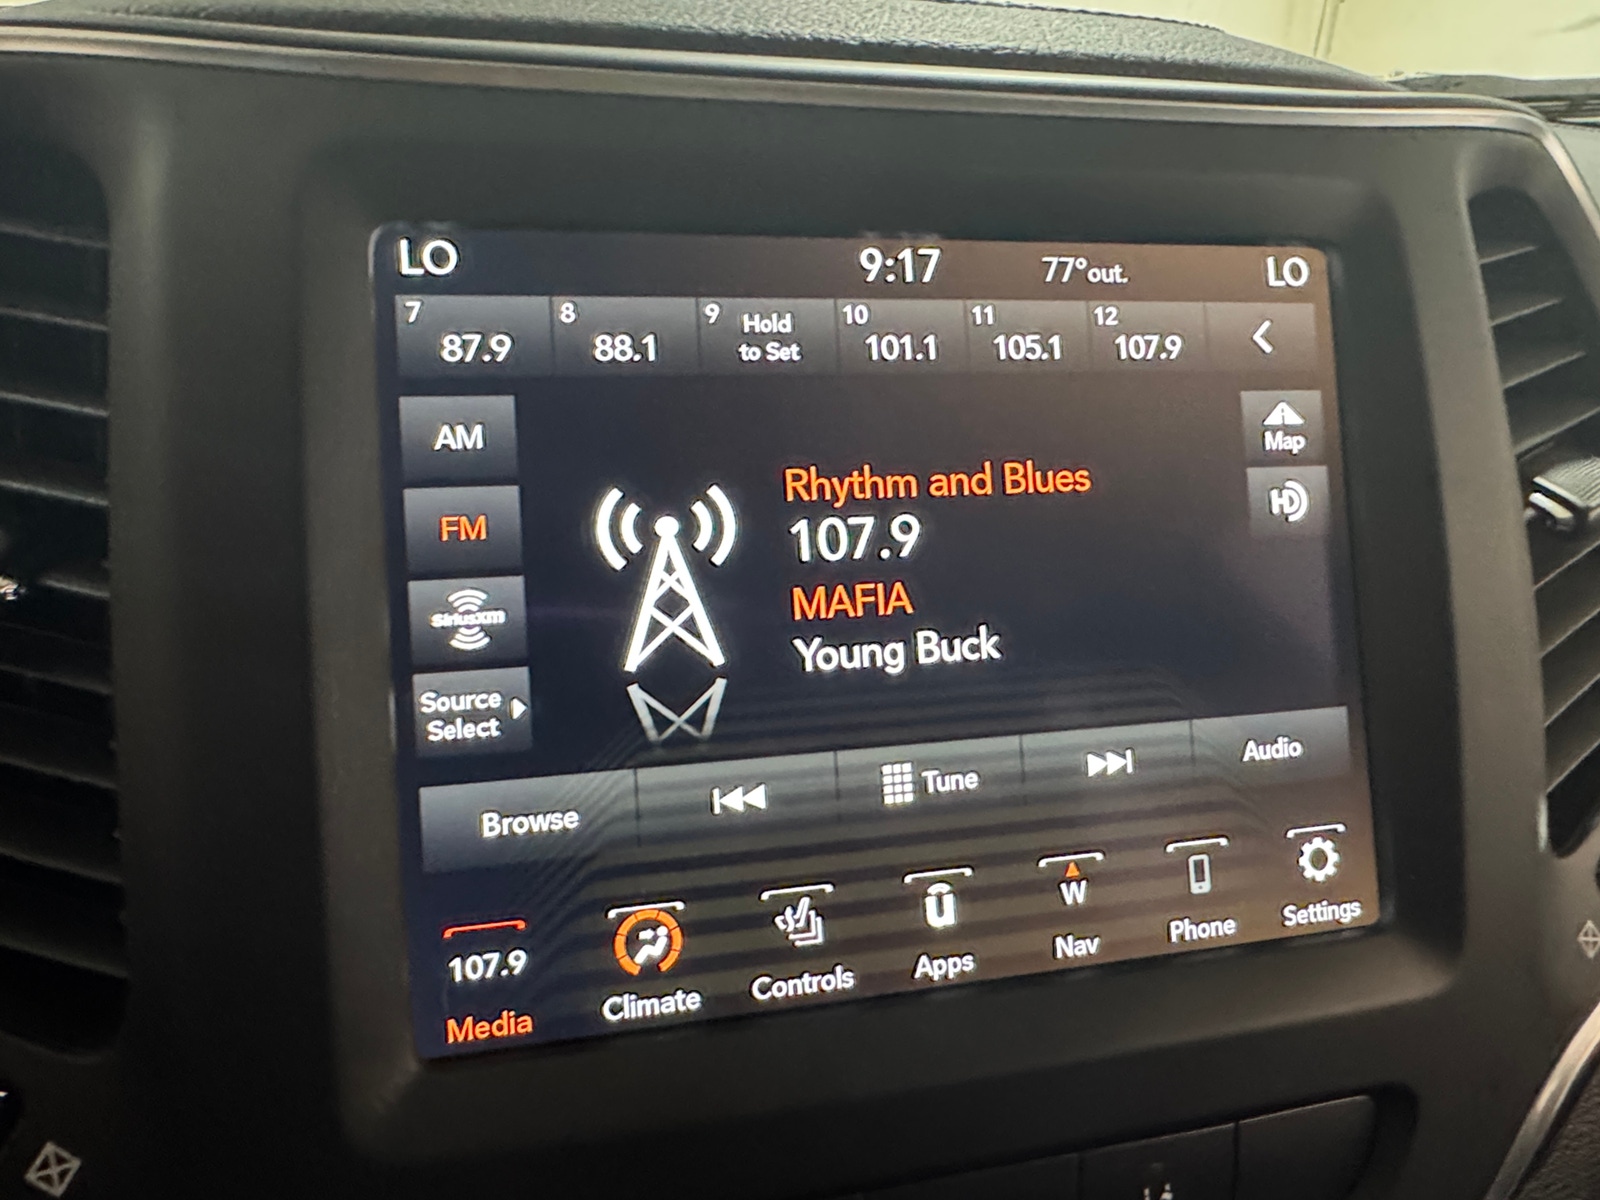 LO 9:17 77° out. LO
7 87.9
8 88.1
9 Hold
to Set
10 101.1
11 105.1
12 107.9
AM
Map
FM
HD
SiriusXM
Source
Select
Rhythm and Blues
107.9
MAFIA
Young Buck
Browse
Tune
Audio
107.9
Media
Climate
Controls
U
Apps
W
Nav
Phone
Settings